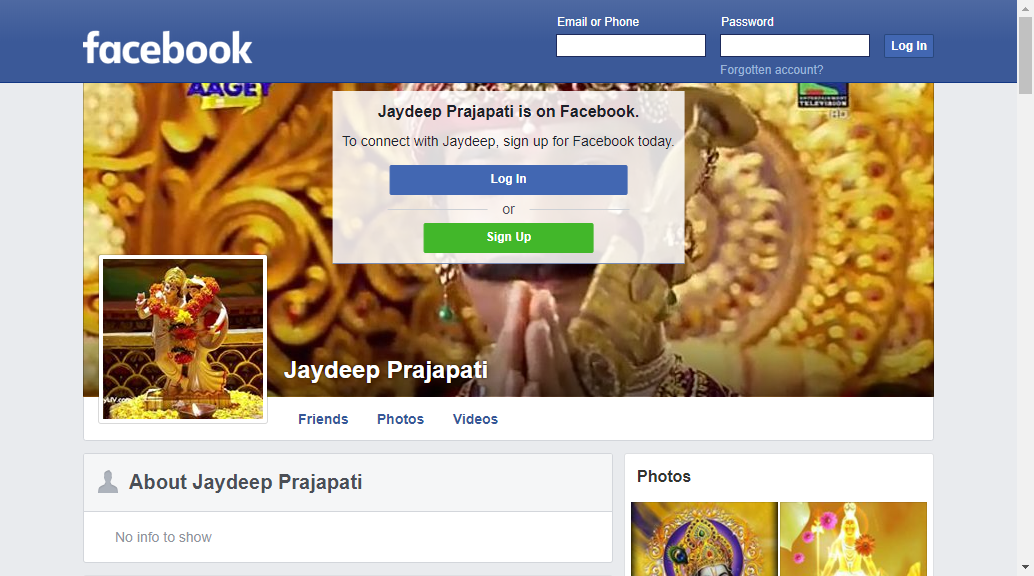 facebook
Email or Phone
Password
Log In
Forgotten account?
AAGEY
TELEVISION
HD
Jaydeep Prajapati is on Facebook.
To connect with Jaydeep, sign up for Facebook today.
Log In
or
Sign Up
Jaydeep Prajapati
Friends
Photos
Videos
About Jaydeep Prajapati
No info to show
Photos